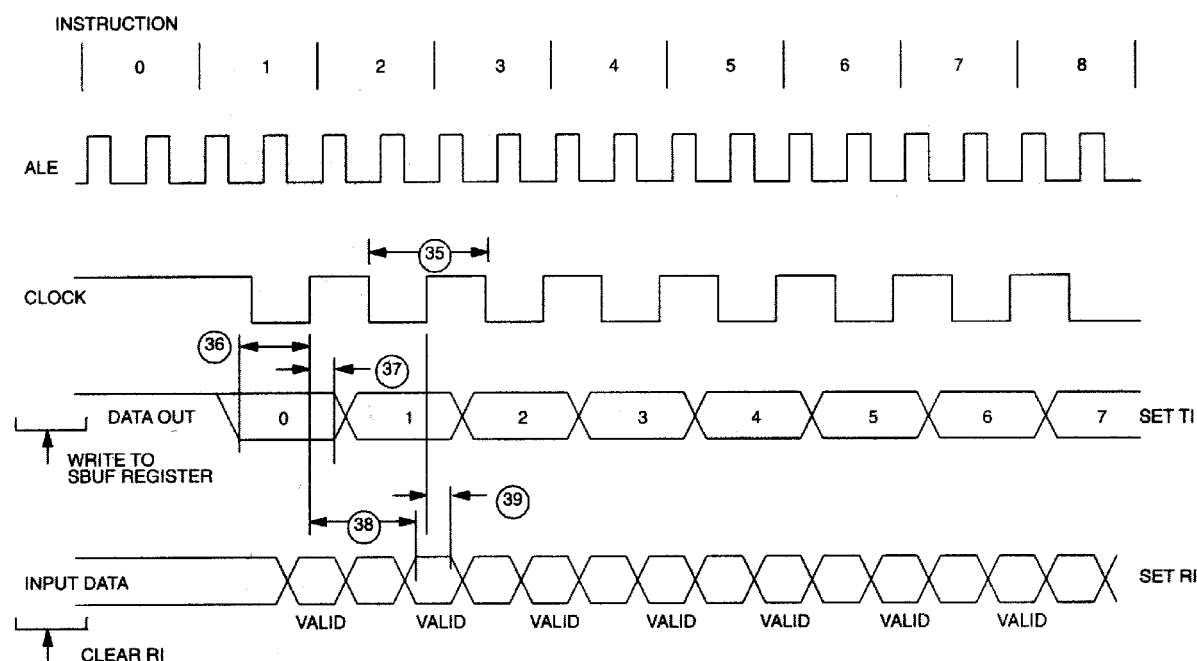 INSTRUCTION
0 1 2 3 4 5 6 7 8
ALE
35
CLOCK
36
37
DATA OUT 0 1 2 3 4 5 6 7 SET TI
WRITE TO
SBUF REGISTER
39
38
INPUT DATA SET RI
VALID VALID VALID VALID VALID VALID VALID
CLEAR RI